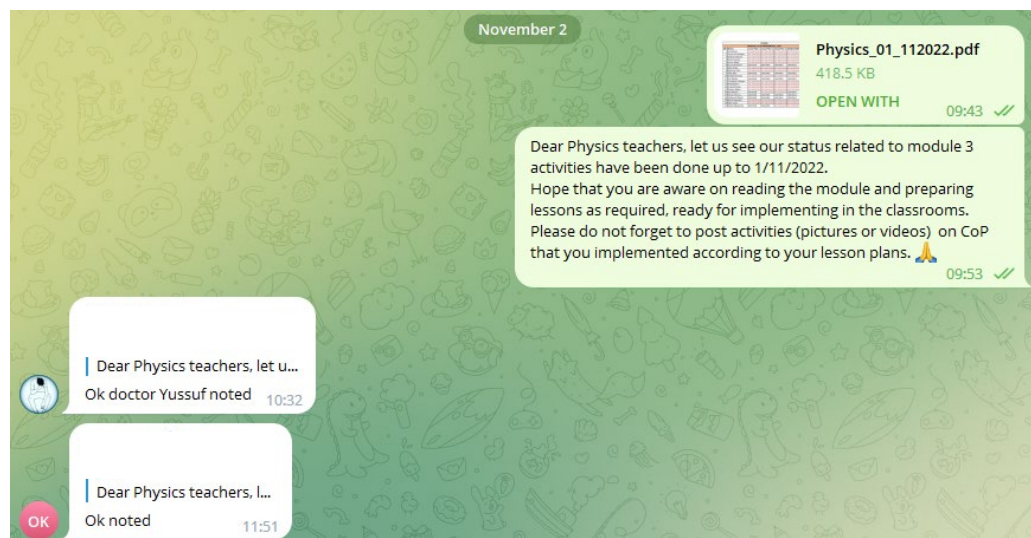 November 2
Physics_01_112022.pdf
418.5 KB
OPEN WITH
09:43
Dear Physics teachers, let us see our status related to module 3
activities have been done up to 1/11/2022.
Hope that you are aware on reading the module and preparing
lessons as required, ready for implementing in the classrooms.
Please do not forget to post activities (pictures or videos) on CoP
that you implemented according to your lesson plans. 🙏
09:53
Dear Physics teachers, let u...
Ok doctor Yussuf noted 10:32
Dear Physics teachers, l...
OK
Ok noted 11:51